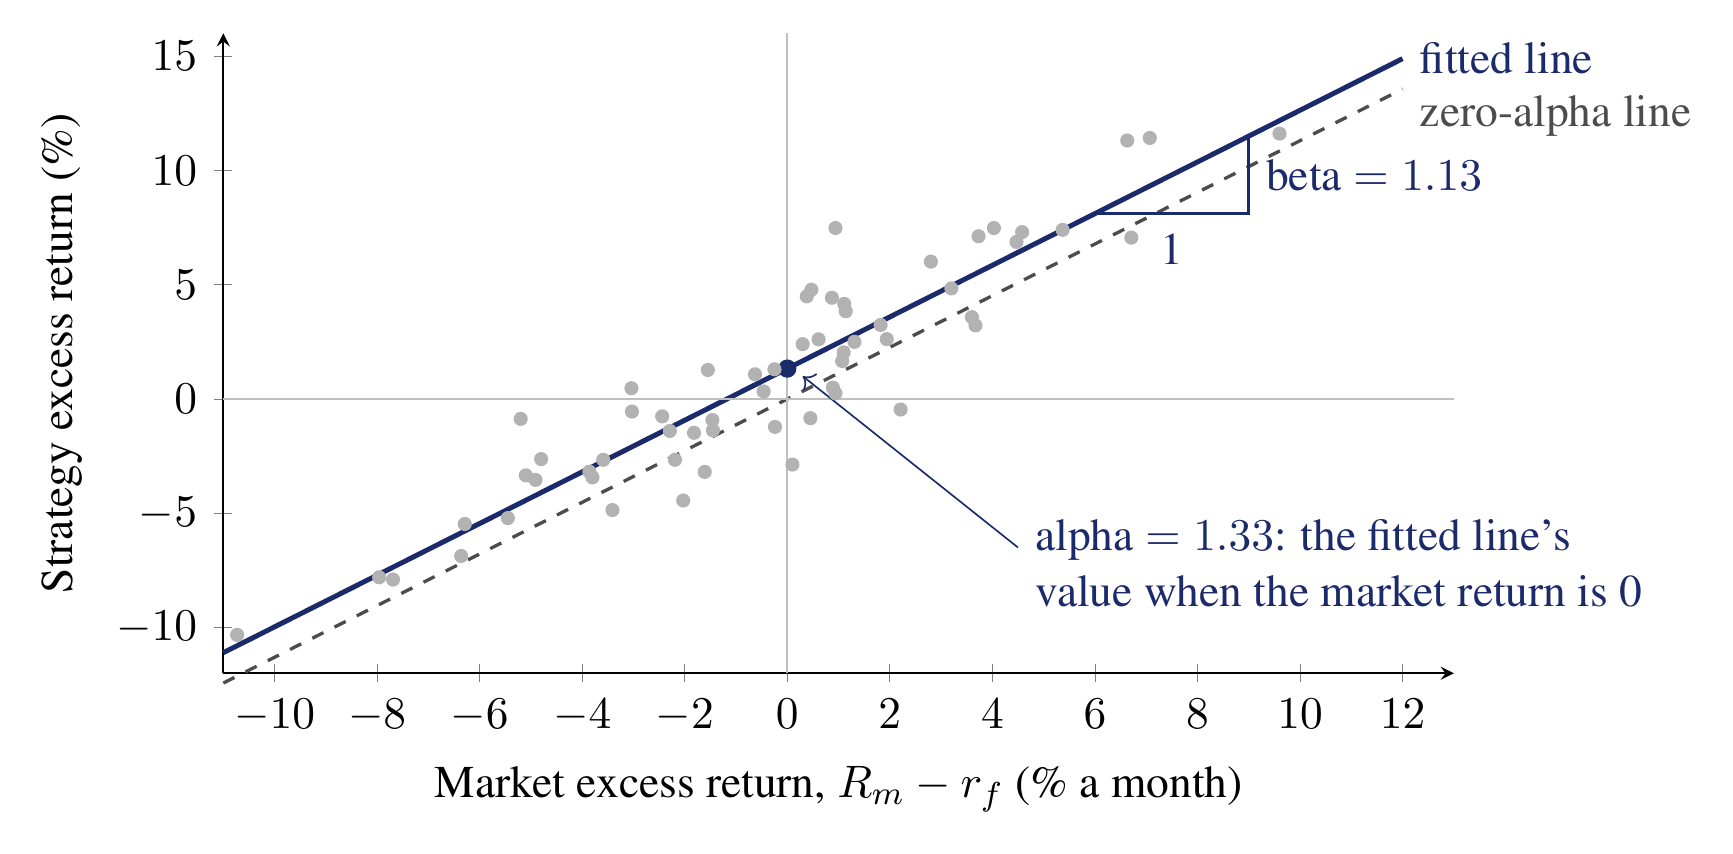 15
10
5
0
−5
−10
Strategy excess return (%)
fitted line
zero-alpha line
beta = 1.13
1
alpha = 1.33: the fitted line's
value when the market return is 0
−10 −8 −6 −4 −2 0 2 4 6 8 10 12
Market excess return, R_m − r_f (% a month)